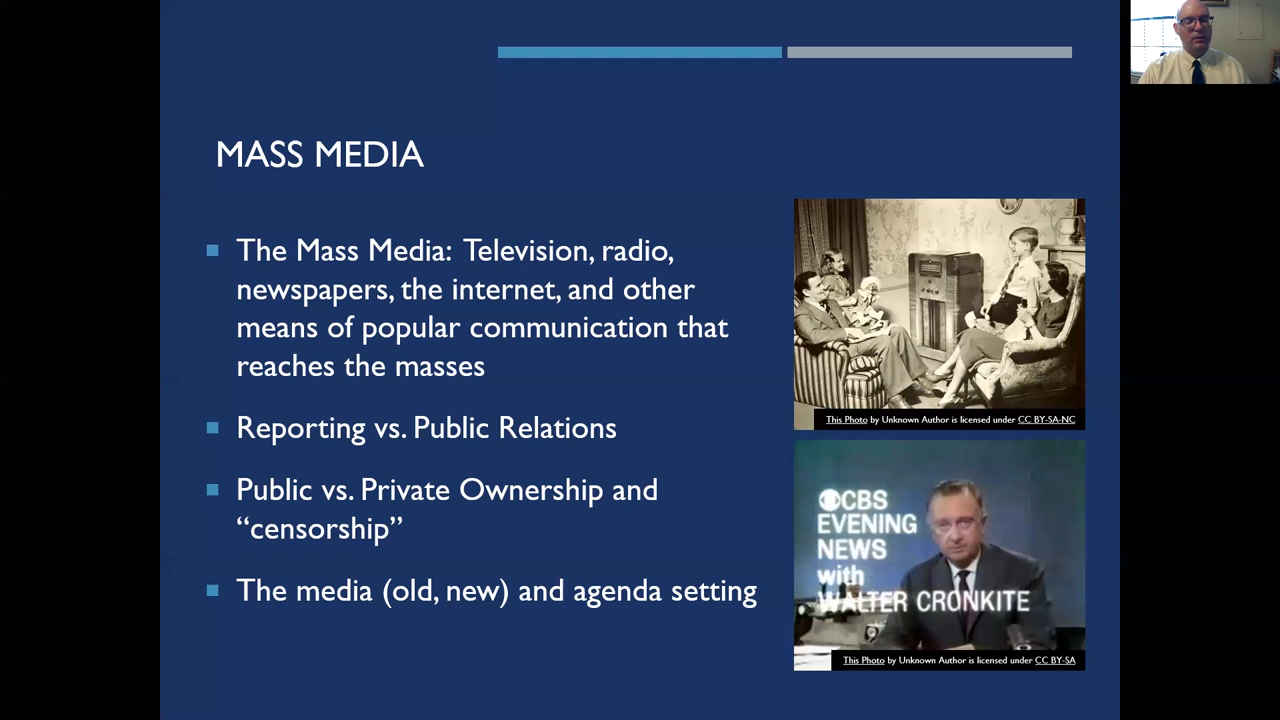 MASS MEDIA
The Mass Media: Television, radio,
newspapers, the internet, and other
means of popular communication that
reaches the masses
Reporting vs. Public Relations
Public vs. Private Ownership and
“censorship”
The media (old, new) and agenda setting
This Photo by Unknown Author is licensed under CC BY-SA-NC
CBS
EVENING
NEWS
with
WALTER CRONKITE
This Photo by Unknown Author is licensed under CC BY-SA